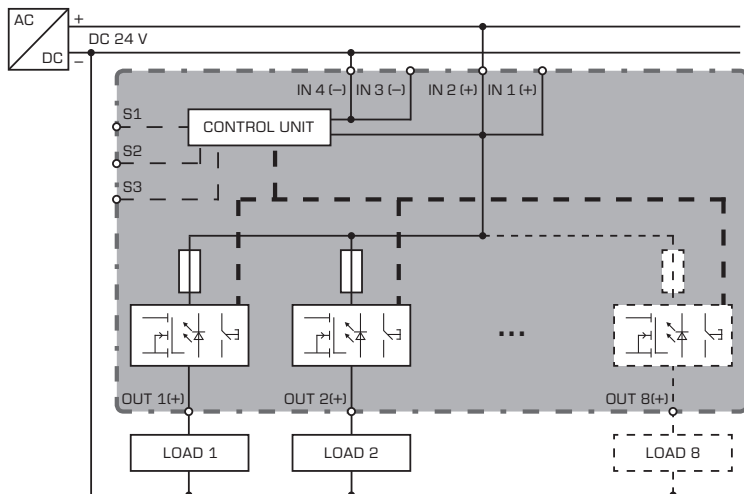 AC
+
DC 24 V
DC
−
IN 4 (−) IN 3 (−) IN 2 (+) IN 1 (+)
S1
CONTROL UNIT
S2
S3
...
OUT 1(+) OUT 2(+) OUT 8(+)
LOAD 1 LOAD 2 LOAD 8